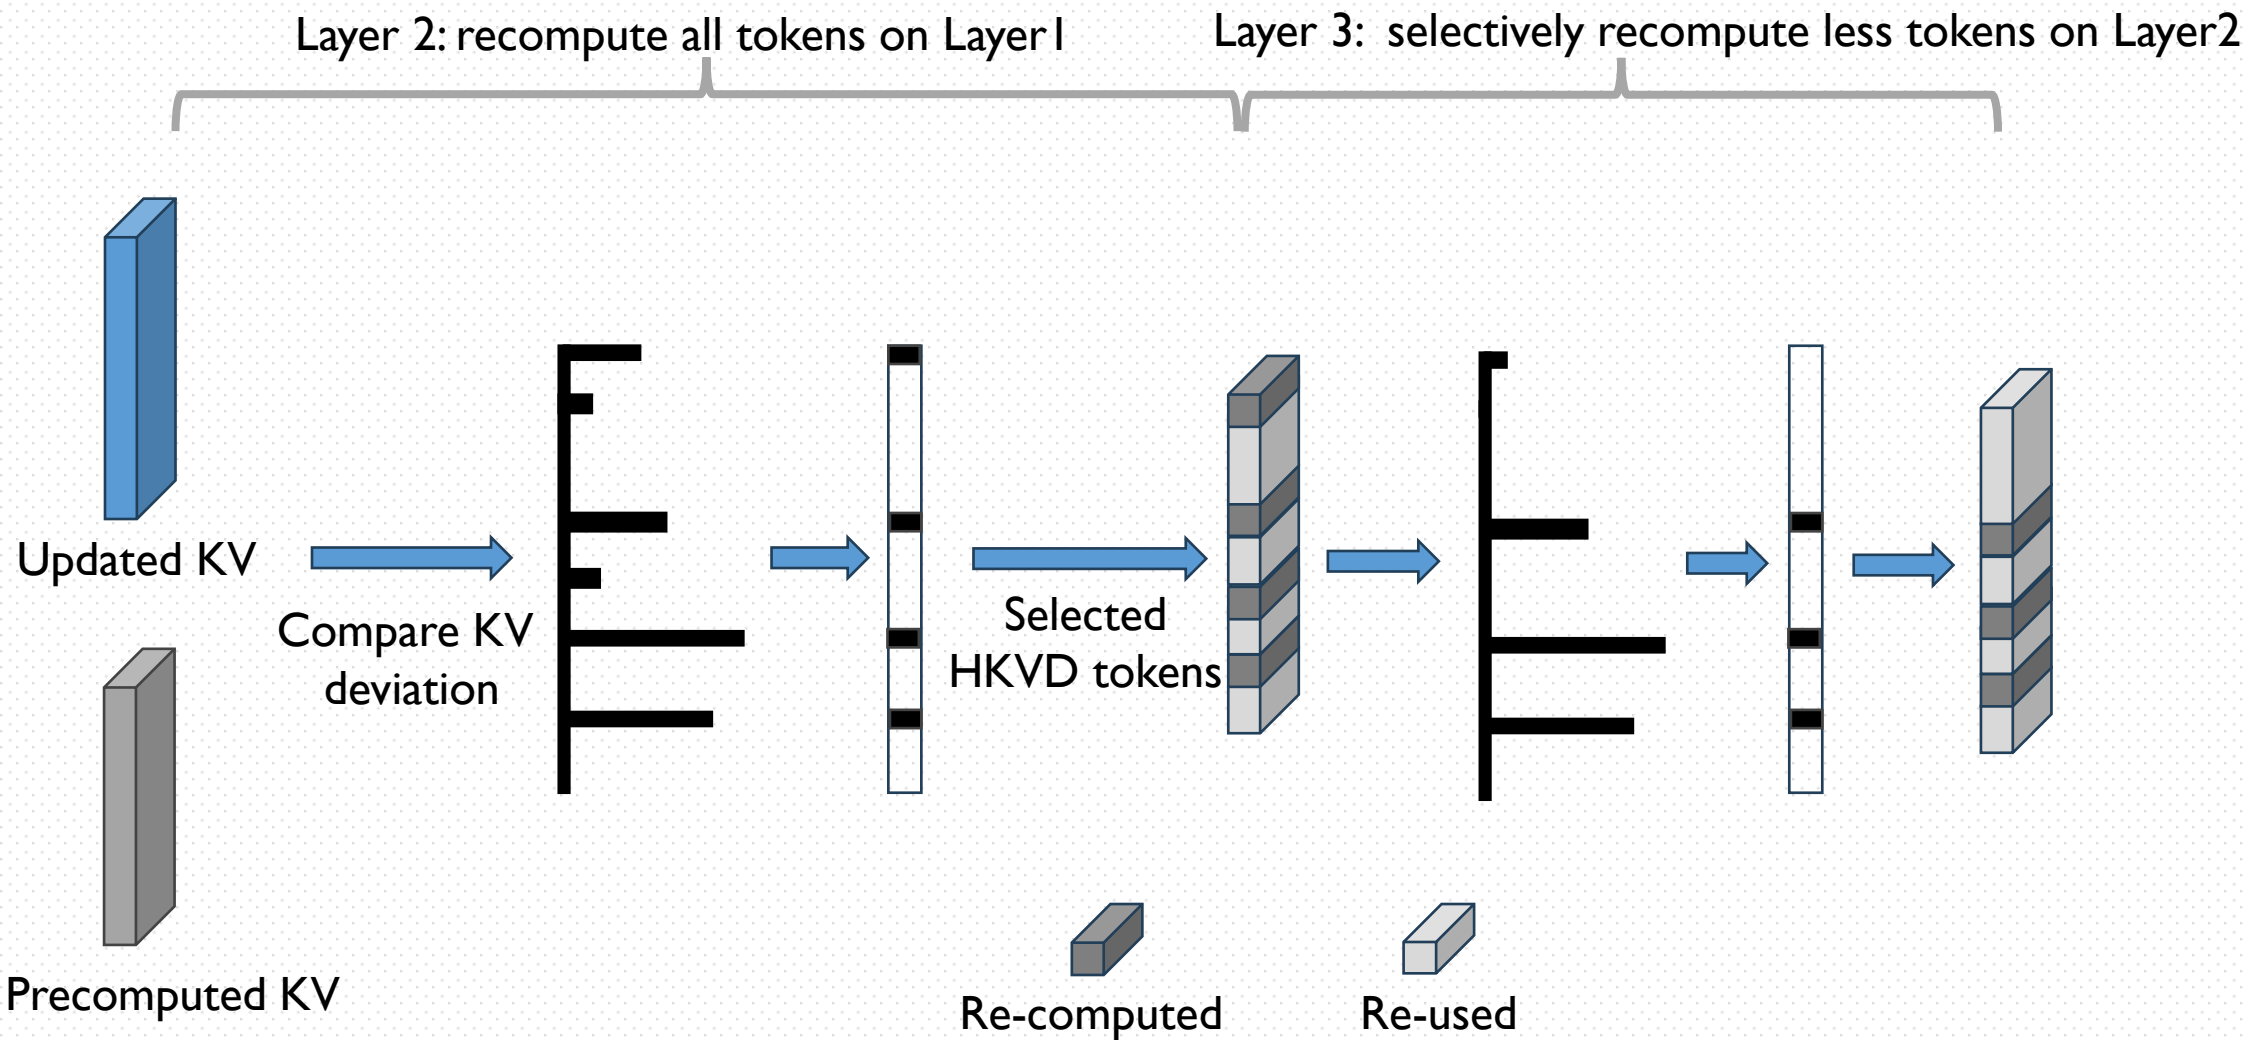 Layer 2: recompute all tokens on Layer1
Layer 3: selectively recompute less tokens on Layer2
Updated KV
Compare KV
deviation
Selected
HKVD tokens
Precomputed KV
Re-computed
Re-used